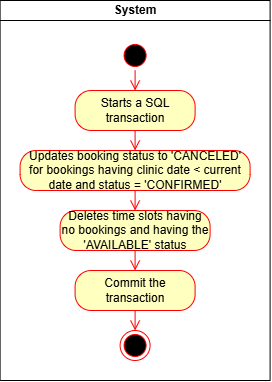 System
Starts a SQL
transaction
Updates booking status to 'CANCELED'
for bookings having clinic date < current
date and status = 'CONFIRMED'
Deletes time slots having
no bookings and having the
'AVAILABLE' status
Commit the
transaction